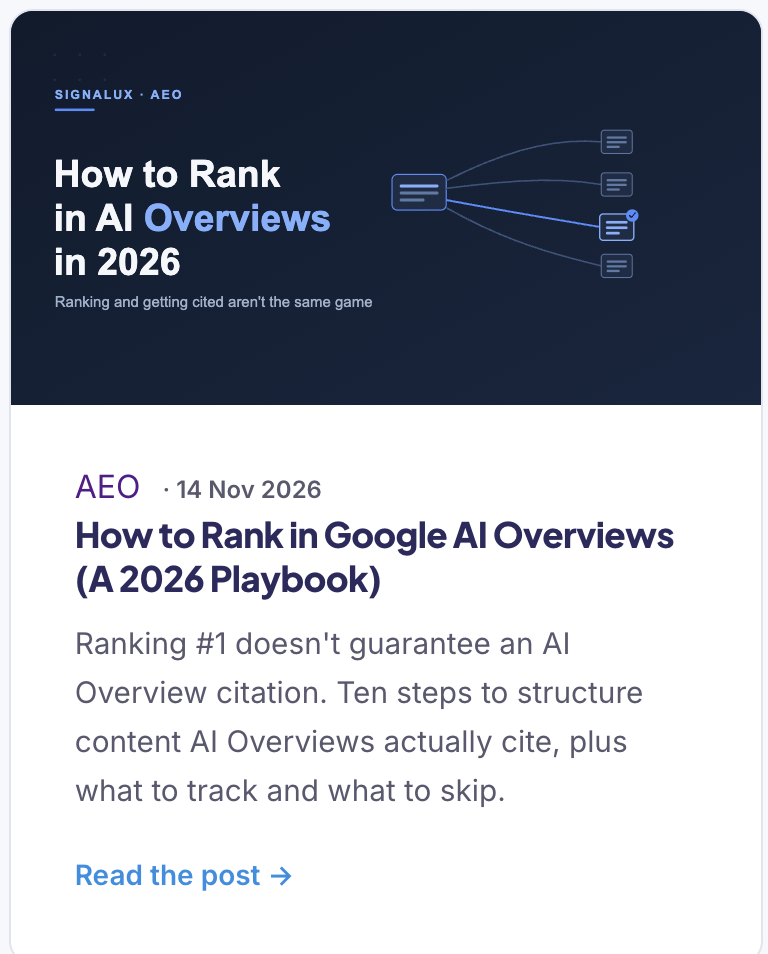 SIGNALUX · AEO
How to Rank
in AI Overviews
in 2026
Ranking and getting cited aren't the same game
AEO · 14 Nov 2026
How to Rank in Google AI Overviews
(A 2026 Playbook)
Ranking #1 doesn't guarantee an AI
Overview citation. Ten steps to structure
content AI Overviews actually cite, plus
what to track and what to skip.
Read the post →